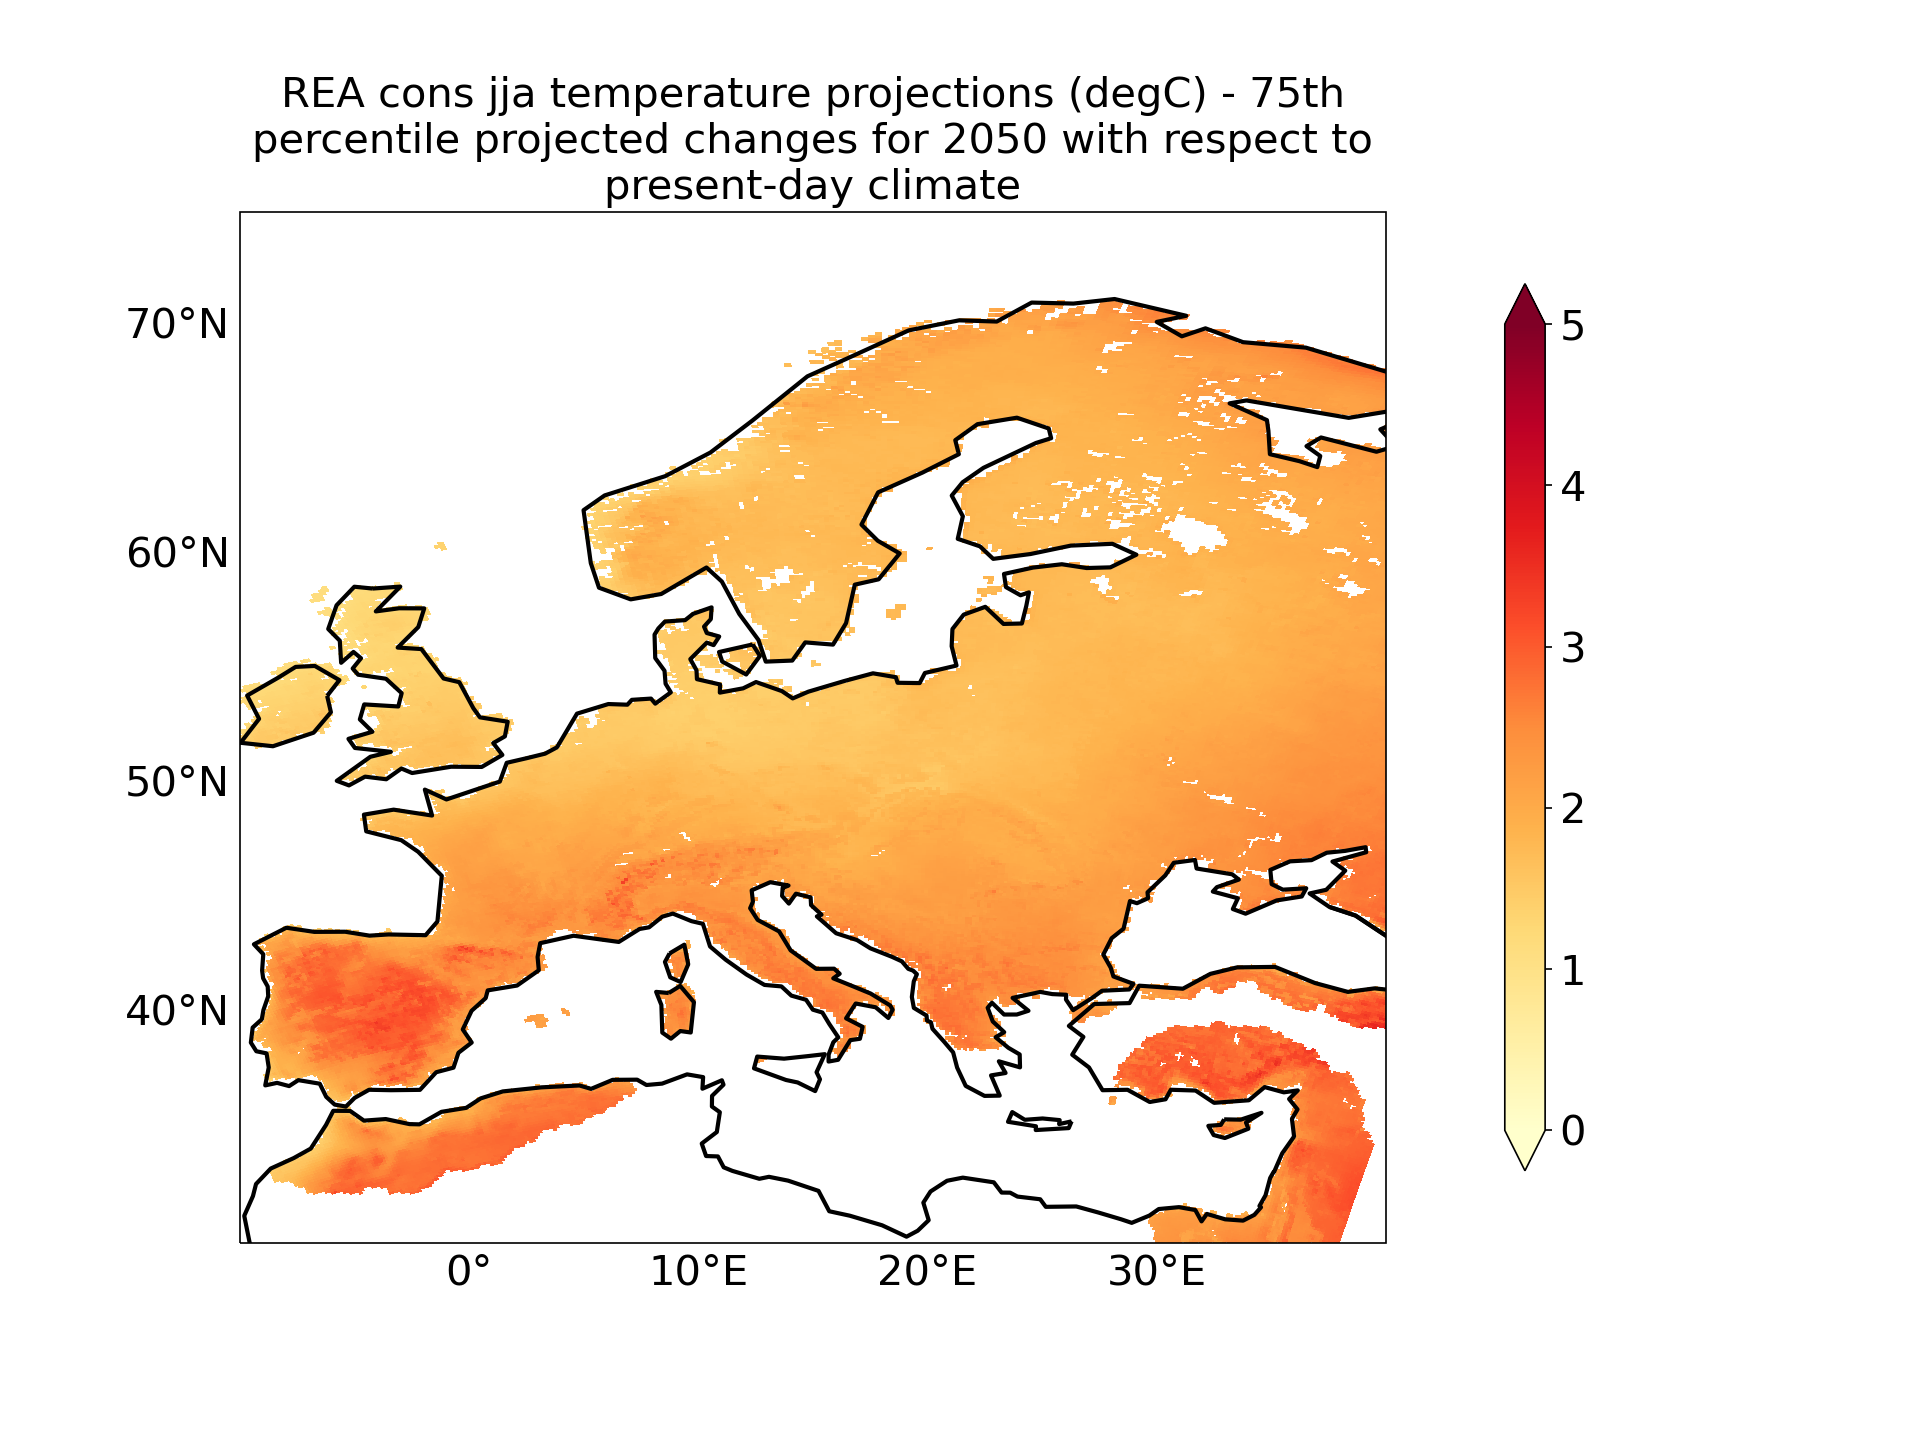 REA cons jja temperature projections (degC) - 75th
percentile projected changes for 2050 with respect to
present-day climate
70°N
60°N
50°N
40°N
0°
10°E
20°E
30°E
5
4
3
2
1
0